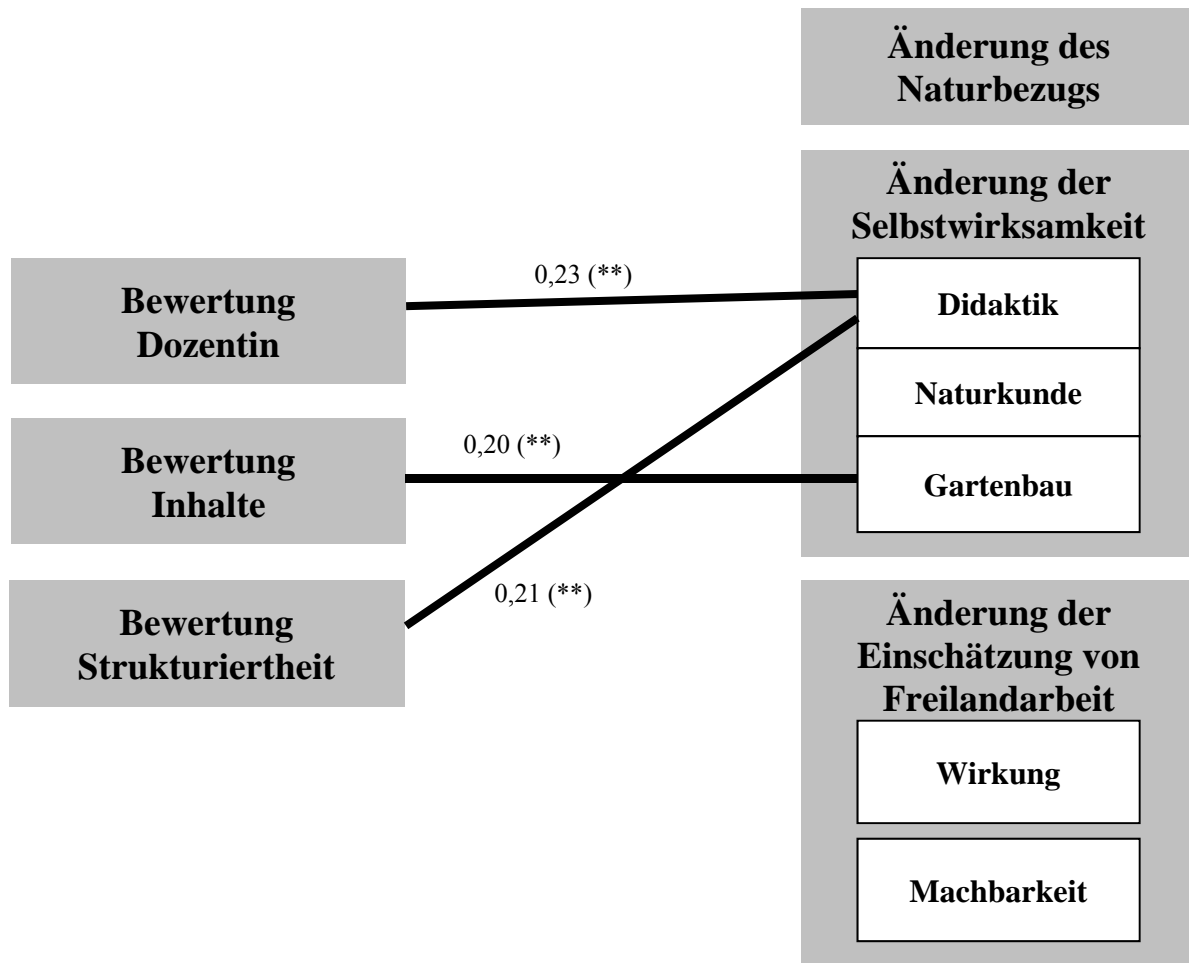 Änderung des
Naturbezugs
Änderung der
Selbstwirksamkeit
Didaktik
Naturkunde
Gartenbau
Bewertung
Dozentin
0,23 (**)
Bewertung
Inhalte
0,20 (**)
Bewertung
Strukturiertheit
0,21 (**)
Änderung der
Einschätzung von
Freilandarbeit
Wirkung
Machbarkeit